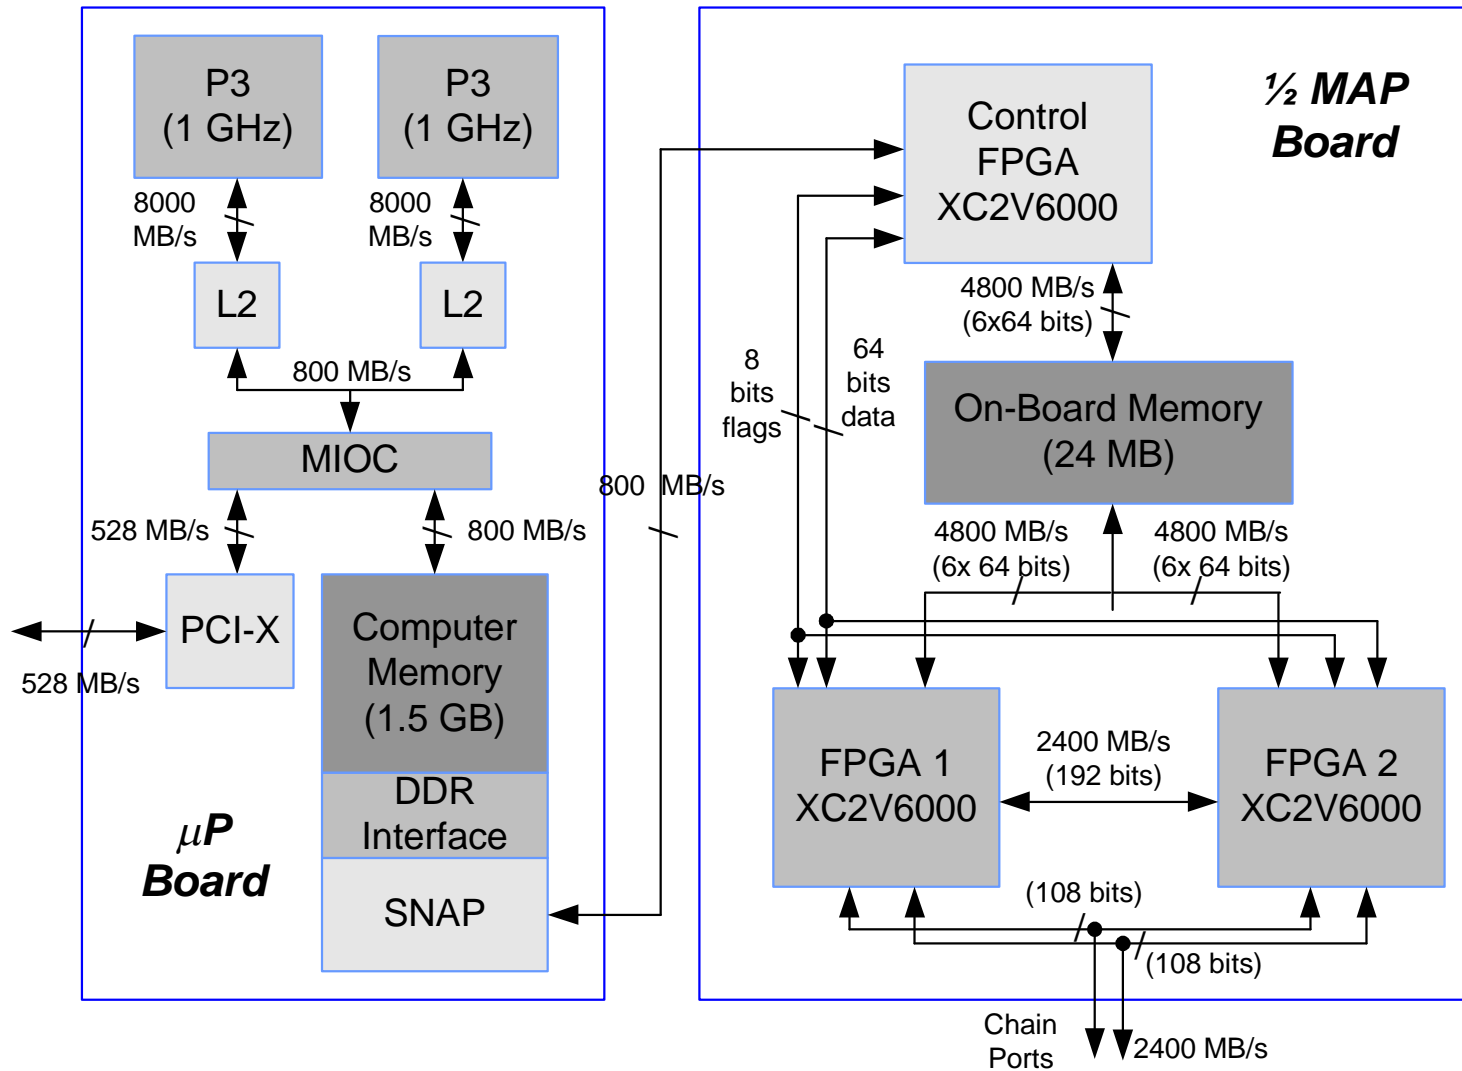 P3
(1 GHz)
P3
(1 GHz)
8000
MB/s
8000
MB/s
L2
L2
800 MB/s
MIOC
528 MB/s
800 MB/s
PCI-X
528 MB/s
Computer
Memory
(1.5 GB)
DDR
Interface
SNAP
μP
Board
800 MB/s
½ MAP
Board
Control
FPGA
XC2V6000
4800 MB/s
(6x64 bits)
8
bits
flags
64
bits
data
On-Board Memory
(24 MB)
4800 MB/s
(6x 64 bits)
4800 MB/s
(6x 64 bits)
FPGA 1
XC2V6000
2400 MB/s
(192 bits)
FPGA 2
XC2V6000
(108 bits)
(108 bits)
Chain
Ports
2400 MB/s